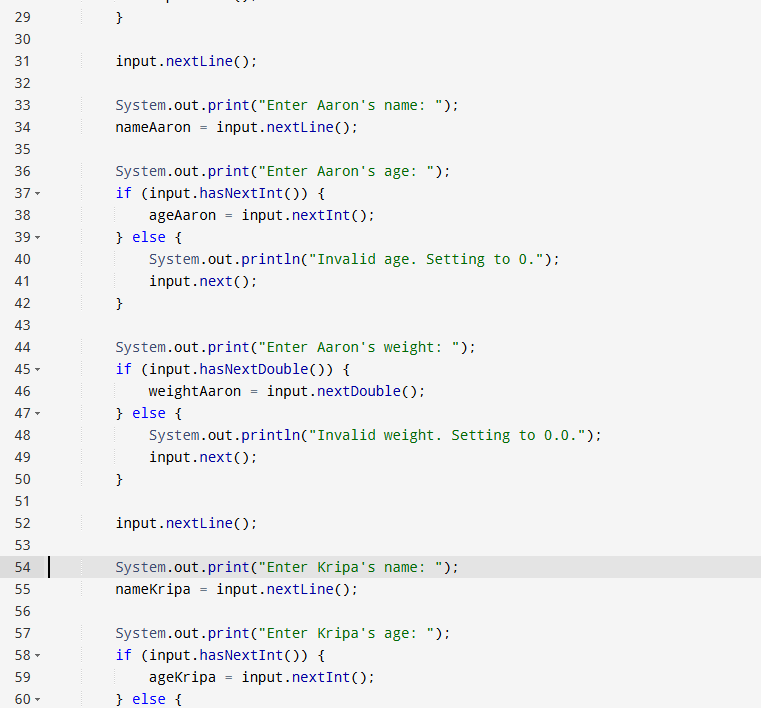 29 }
30
31 input.nextLine();
32
33 System.out.print("Enter Aaron's name: ");
34 nameAaron = input.nextLine();
35
36 System.out.print("Enter Aaron's age: ");
37 if (input.hasNextInt()) {
38 ageAaron = input.nextInt();
39 } else {
40 System.out.println("Invalid age. Setting to 0.");
41 input.next();
42 }
43
44 System.out.print("Enter Aaron's weight: ");
45 if (input.hasNextDouble()) {
46 weightAaron = input.nextDouble();
47 } else {
48 System.out.println("Invalid weight. Setting to 0.0.");
49 input.next();
50 }
51
52 input.nextLine();
53
54 System.out.print("Enter Kripa's name: ");
55 nameKripa = input.nextLine();
56
57 System.out.print("Enter Kripa's age: ");
58 if (input.hasNextInt()) {
59 ageKripa = input.nextInt();
60 } else {